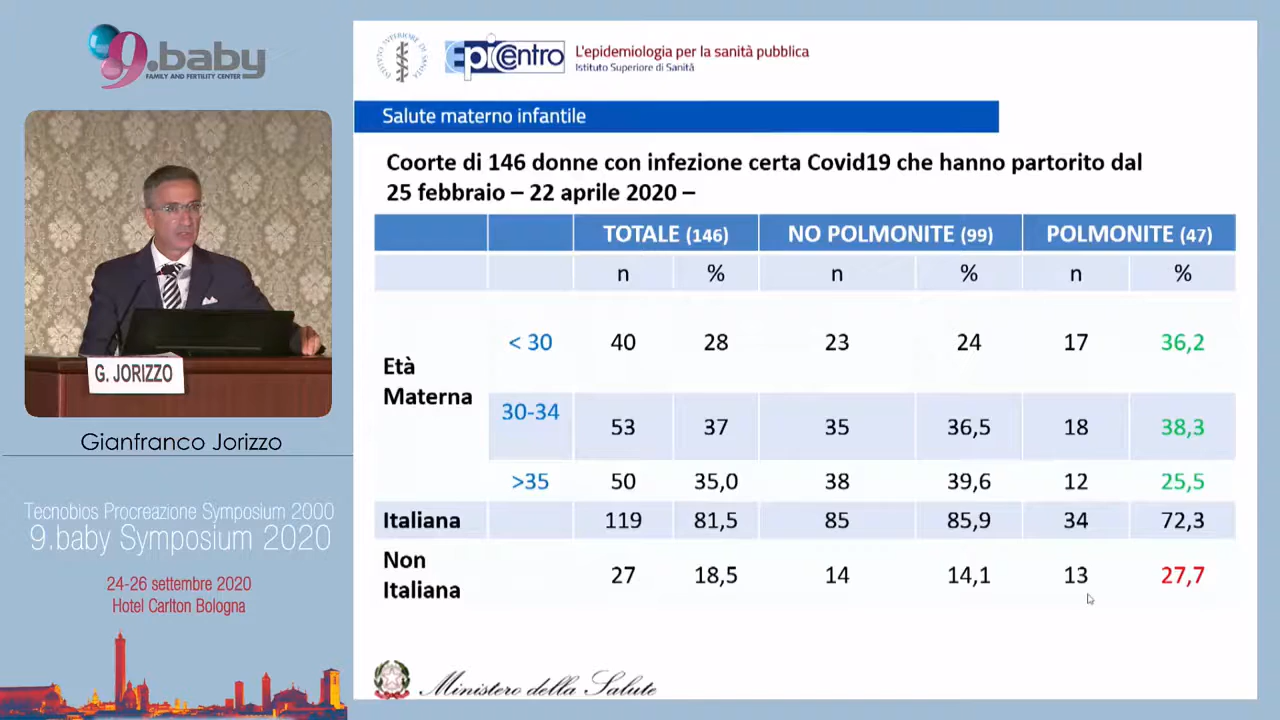 9.baby
FAMILY AND FERTILITY CENTER
G. JORIZZO
Gianfranco Jorizzo
Tecnobios Procreazione Symposium 2000
9.baby Symposium 2020
24-26 settembre 2020
Hotel Carlton Bologna
ISTITUTO SUPERIORE DI SANITÀ
EpiCentro
L'epidemiologia per la sanità pubblica
Istituto Superiore di Sanità
Salute materno infantile
Coorte di 146 donne con infezione certa Covid19 che hanno partorito dal
25 febbraio – 22 aprile 2020 –
TOTALE (146) NO POLMONITE (99) POLMONITE (47)
n % n % n %
Età
Materna
< 30 40 28 23 24 17 36,2
30-34 53 37 35 36,5 18 38,3
>35 50 35,0 38 39,6 12 25,5
Italiana 119 81,5 85 85,9 34 72,3
Non
Italiana 27 18,5 14 14,1 13 27,7
Ministero della Salute